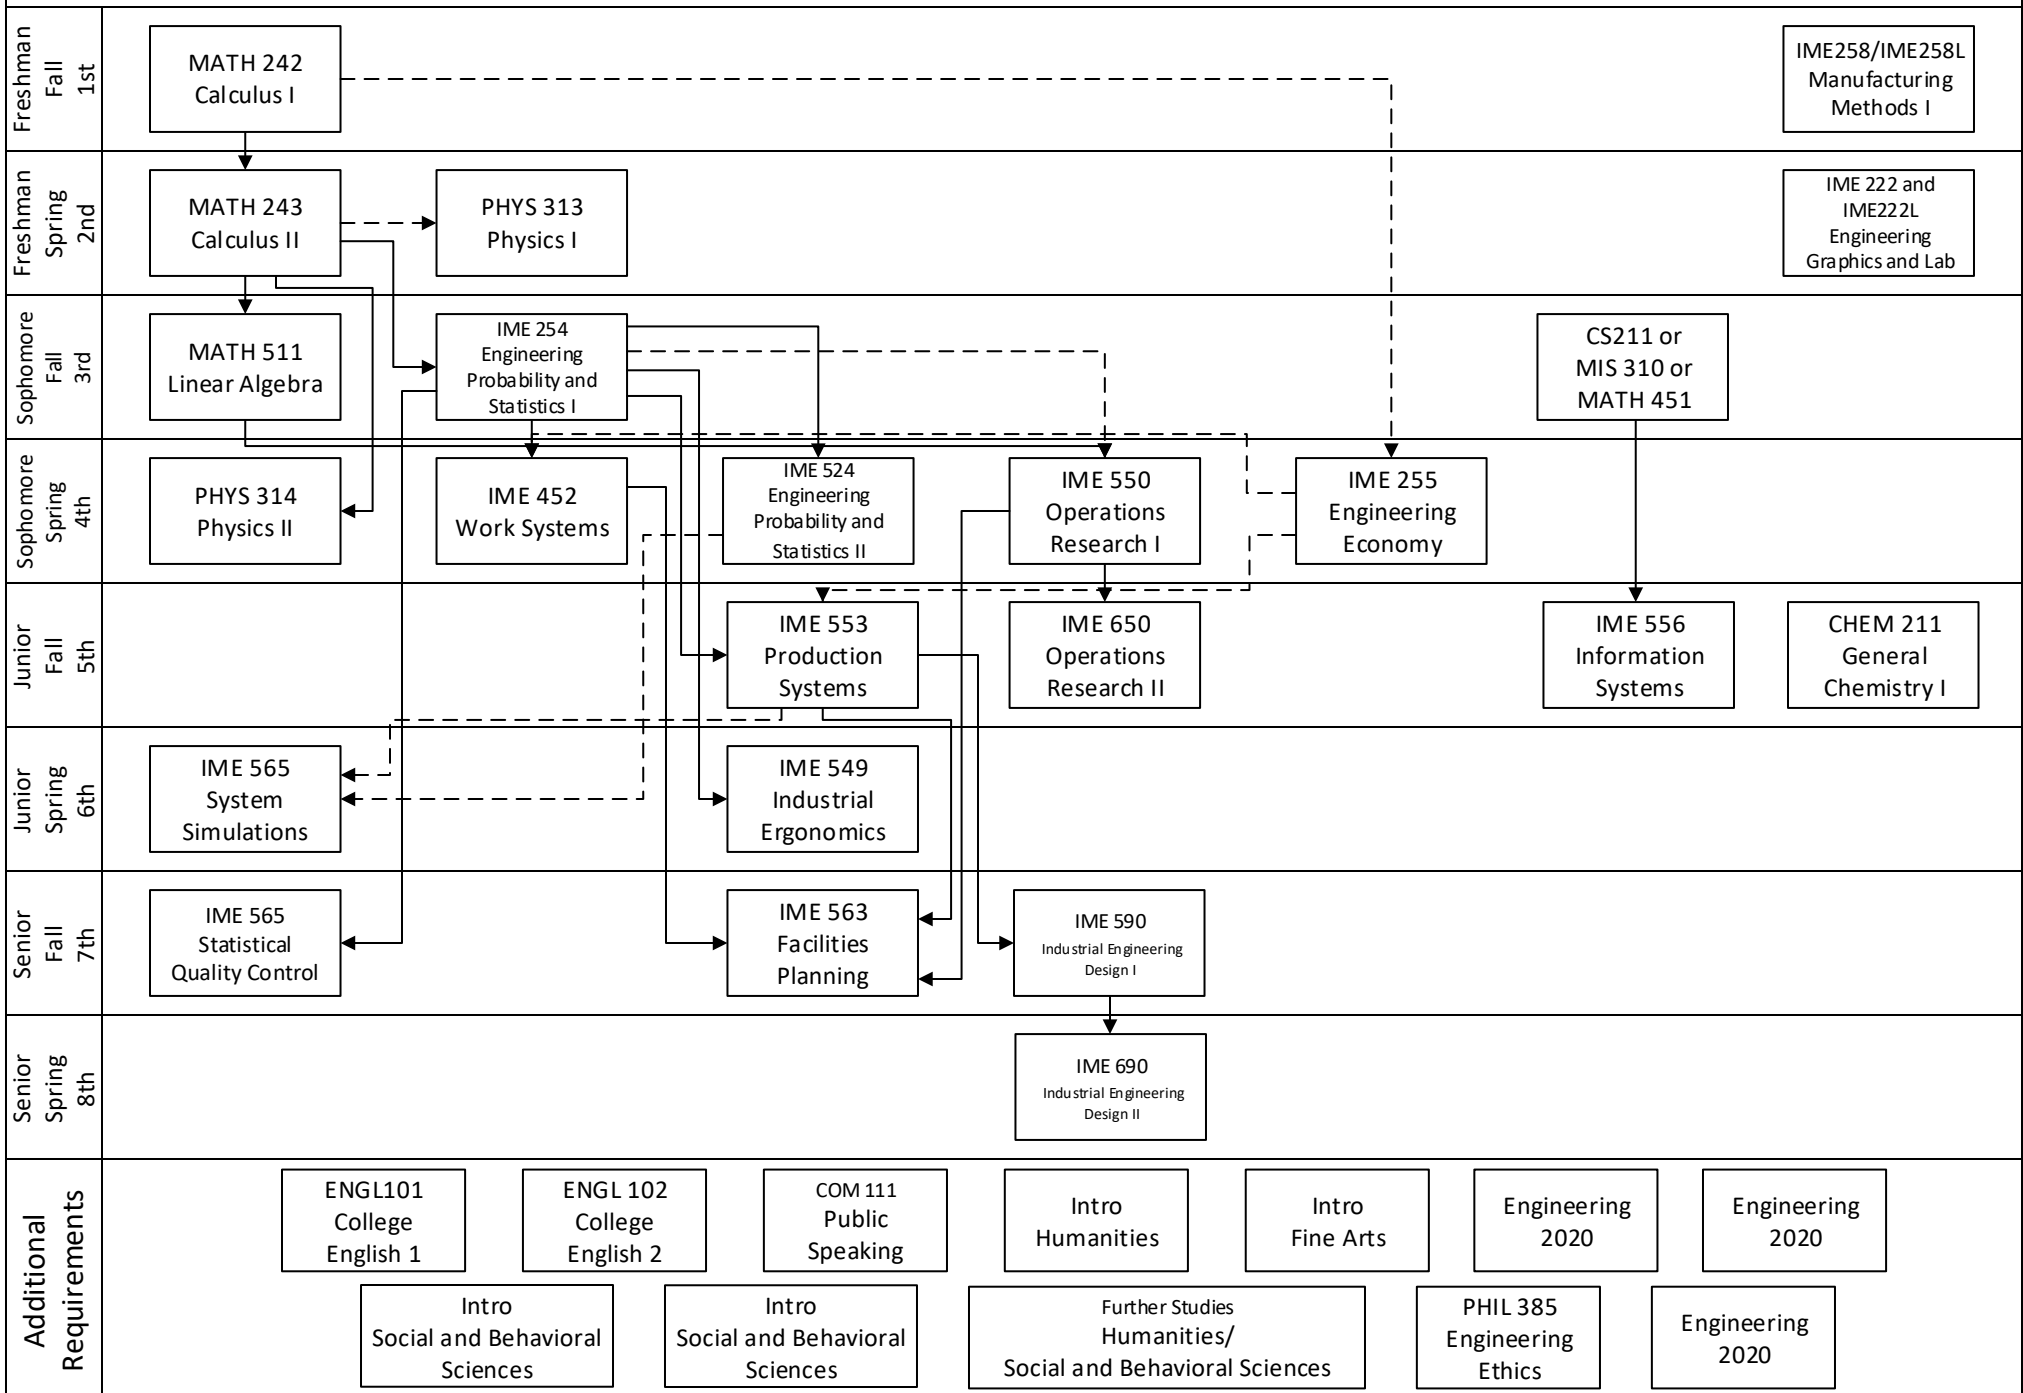 Freshman
Fall
1st
MATH 242
Calculus I
IME258/IME258L
Manufacturing
Methods I
Freshman
Spring
2nd
MATH 243
Calculus II
PHYS 313
Physics I
IME 222 and
IME222L
Engineering
Graphics and Lab
Sophomore
Fall
3rd
MATH 511
Linear Algebra
IME 254
Engineering
Probability and
Statistics I
CS211 or
MIS 310 or
MATH 451
Sophomore
Spring
4th
PHYS 314
Physics II
IME 452
Work Systems
IME 524
Engineering
Probability and
Statistics II
IME 550
Operations
Research I
IME 255
Engineering
Economy
Junior
Fall
5th
IME 553
Production
Systems
IME 650
Operations
Research II
IME 556
Information
Systems
CHEM 211
General
Chemistry I
Junior
Spring
6th
IME 565
System
Simulations
IME 549
Industrial
Ergonomics
Senior
Fall
7th
IME 565
Statistical
Quality Control
IME 563
Facilities
Planning
IME 590
Industrial Engineering
Design I
Senior
Spring
8th
IME 690
Industrial Engineering
Design II
Additional
Requirements
ENGL101
College
English 1
ENGL 102
College
English 2
COM 111
Public
Speaking
Intro
Humanities
Intro
Fine Arts
Engineering
2020
Engineering
2020
Intro
Social and Behavioral
Sciences
Intro
Social and Behavioral
Sciences
Further Studies
Humanities/
Social and Behavioral Sciences
PHIL 385
Engineering
Ethics
Engineering
2020